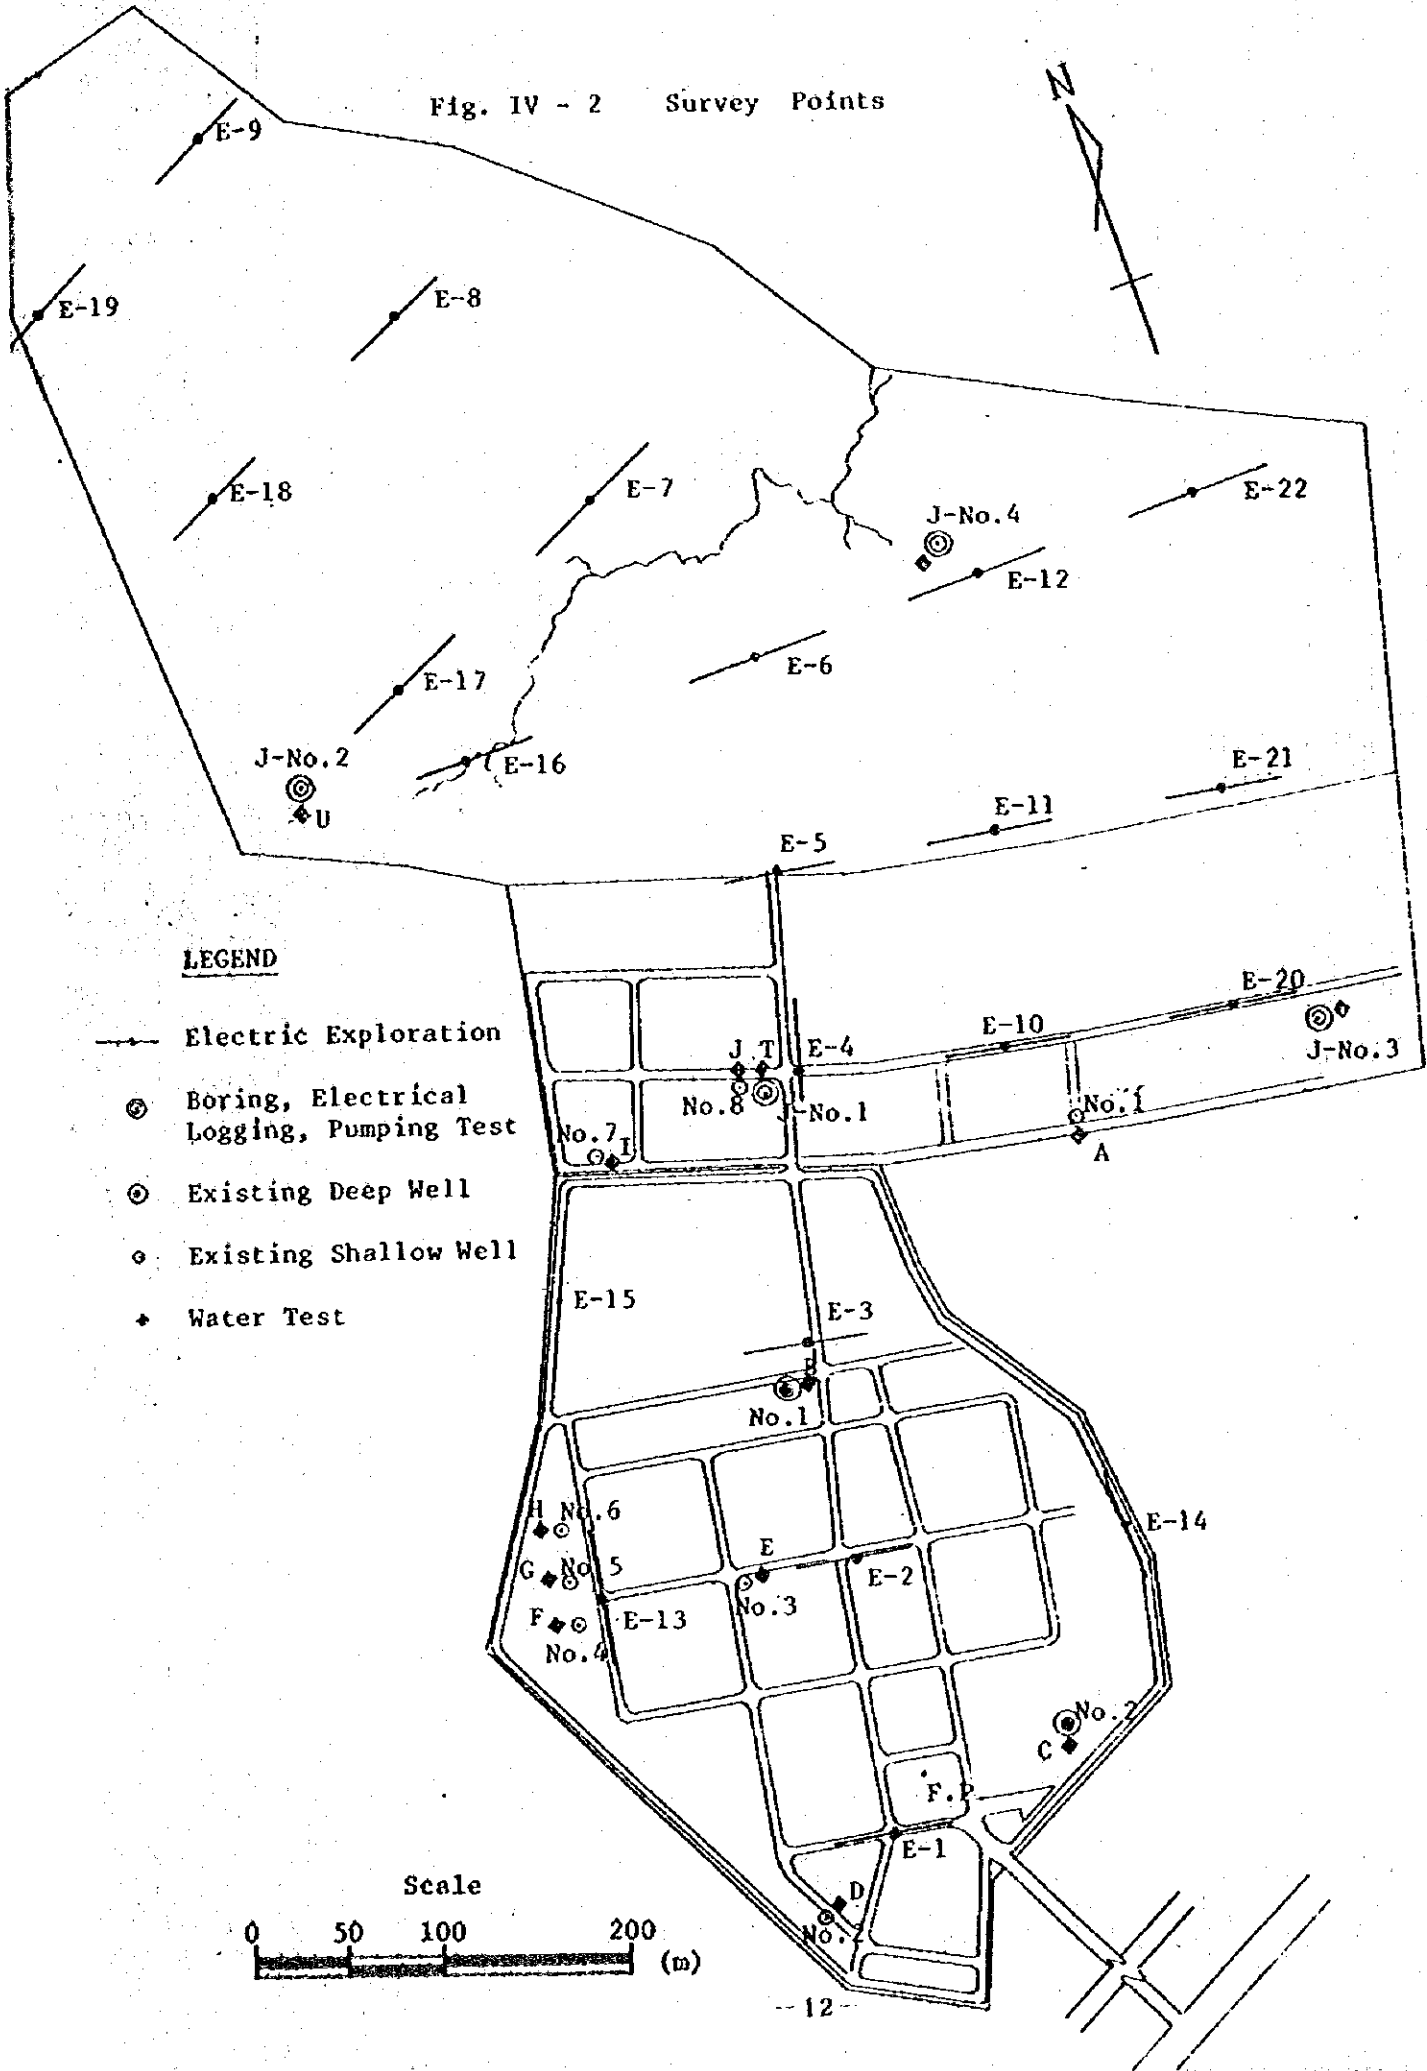 Fig. IV - 2 Survey Points
N
E-9
E-19
E-8
E-18
E-7
E-22
J-No.4
E-12
E-6
E-17
J-No.2
E-16
U
E-21
E-11
E-5
LEGEND
Electric Exploration
Boring, Electrical
Logging, Pumping Test
Existing Deep Well
Existing Shallow Well
Water Test
E-20
E-10
J-No.3
J T E-4
No.8 J-No.1
No.1
A
No.7 I
E-15
E-3
B
No.1
H No.6
G No.5
F
No.4
E-13
E
No.3
E-2
E-14
No.2
C
F.P
E-1
D
No.2
Scale
0 50 100 200
(m)
--12--